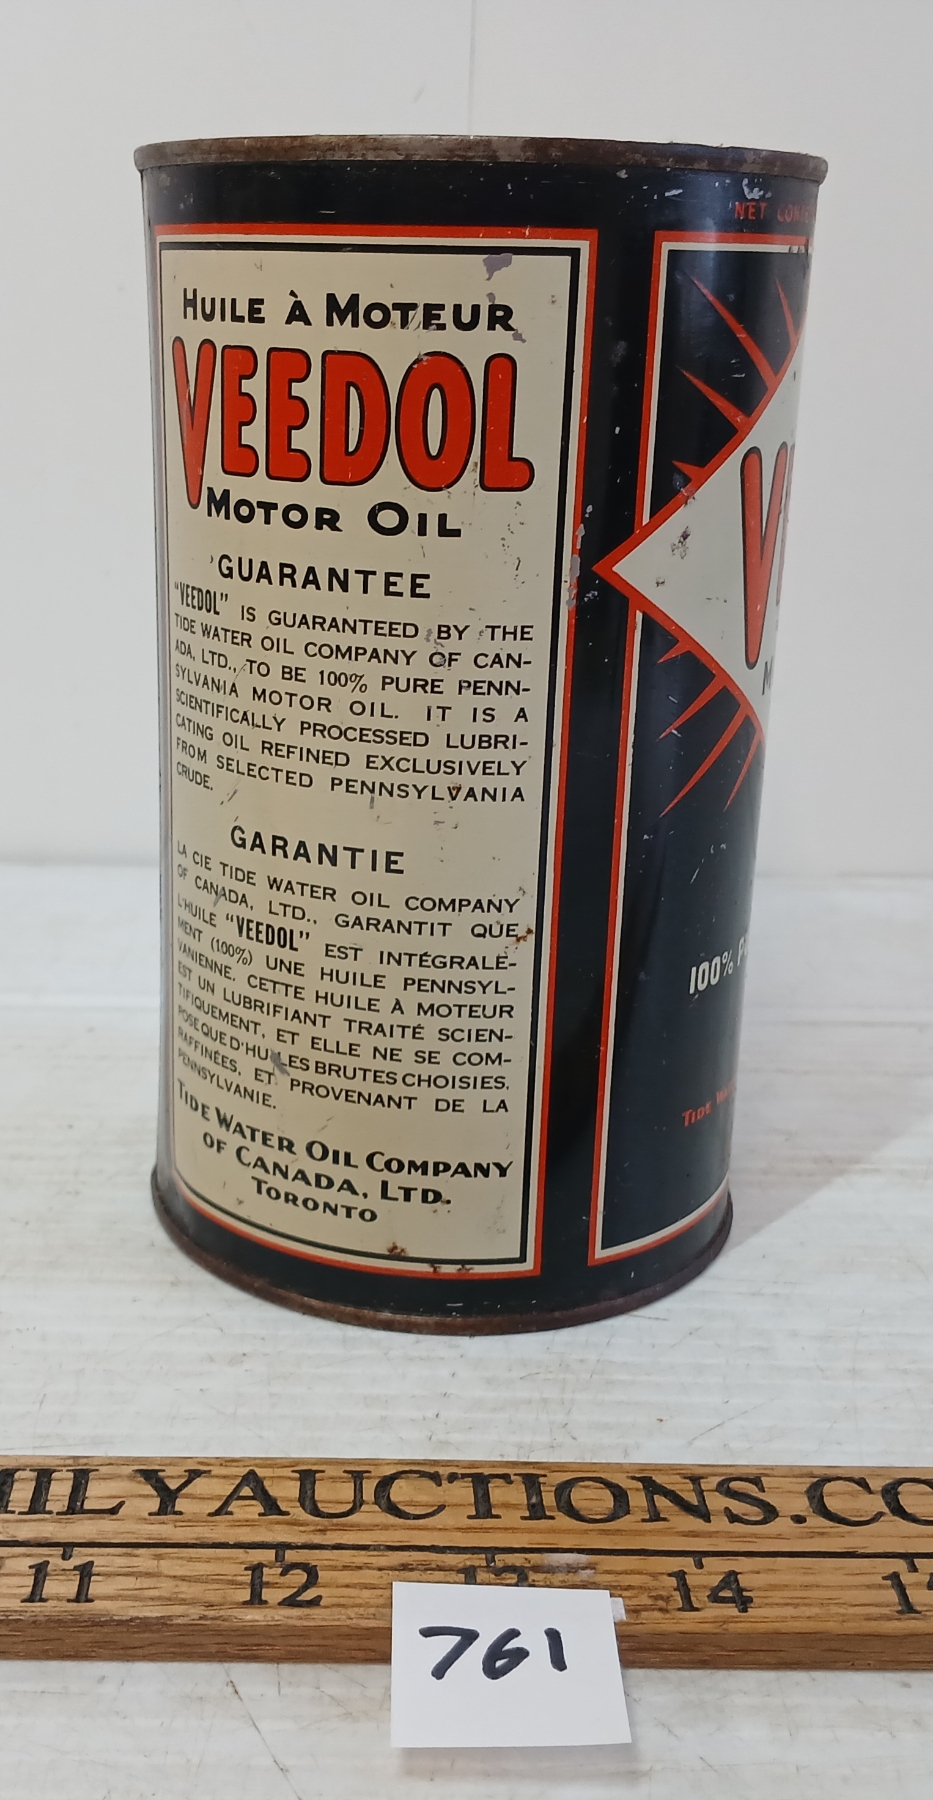 HUILE À MOTEUR
VEEDOL
MOTOR OIL
GUARANTEE
"VEEDOL" IS GUARANTEED BY THE
TIDE WATER OIL COMPANY OF CAN-
ADA, LTD., TO BE 100% PURE PENN-
SYLVANIA MOTOR OIL. IT IS A
SCIENTIFICALLY PROCESSED LUBRI-
CATING OIL REFINED EXCLUSIVELY
FROM SELECTED PENNSYLVANIA
CRUDE.
GARANTIE
LA CIE TIDE WATER OIL COMPANY
OF CANADA, LTD., GARANTIT QUE
L'HUILE "VEEDOL" EST INTÉGRALE-
MENT (100%) UNE HUILE PENNSYL-
VANIENNE. CETTE HUILE À MOTEUR
EST UN LUBRIFIANT TRAITÉ SCIEN-
TIFIQUEMENT, ET ELLE NE SE COM-
POSE QUE D'HUILES BRUTES CHOISIES,
RAFFINÉES, ET PROVENANT DE LA
PENNSYLVANIE.
TIDE WATER OIL COMPANY
OF CANADA, LTD.
TORONTO
NET
100%
TIDE
ILYAUCTIONS.CO
11 12 13 14
761